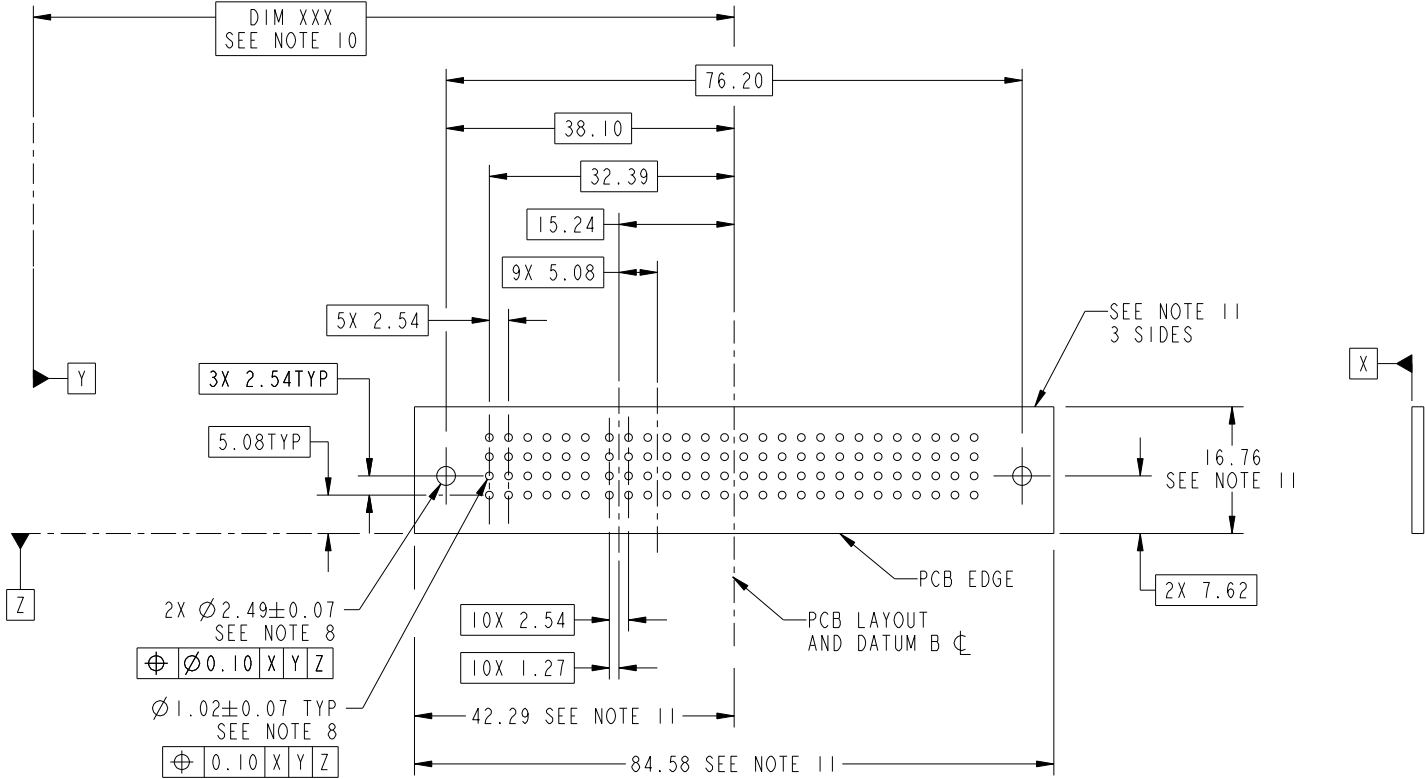 DIM XXX
SEE NOTE 10
76.20
38.10
32.39
15.24
9X 5.08
5X 2.54
SEE NOTE 11
3 SIDES
Y
3X 2.54TYP
X
5.08TYP
16.76
SEE NOTE 11
Z
PCB EDGE
2X 7.62
2X Ø2.49±0.07
SEE NOTE 8
⌖ Ø0.10 X Y Z
10X 2.54
PCB LAYOUT
AND DATUM B ℄
10X 1.27
Ø1.02±0.07 TYP
SEE NOTE 8
⌖ 0.10 X Y Z
42.29 SEE NOTE 11
84.58 SEE NOTE 11